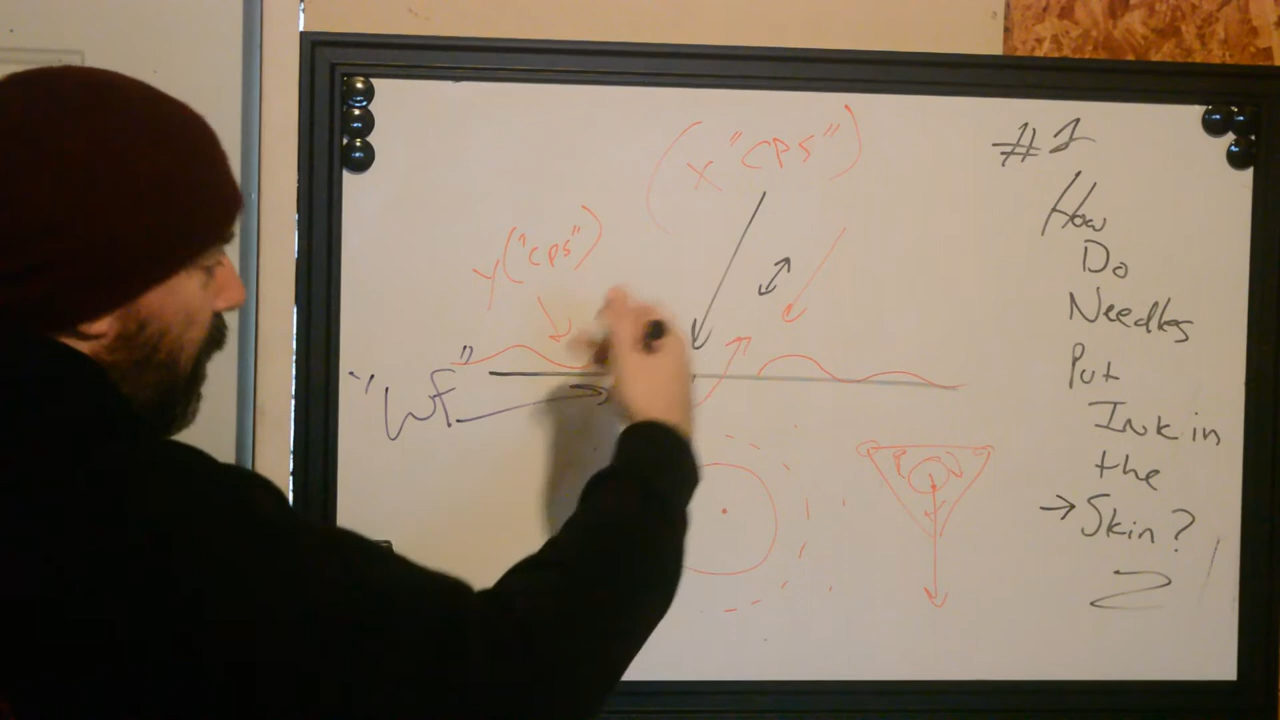 (x "CPS")
y("cps")
"WF"
#1
How
Do
Needles
Put
Ink in
the
→ Skin?